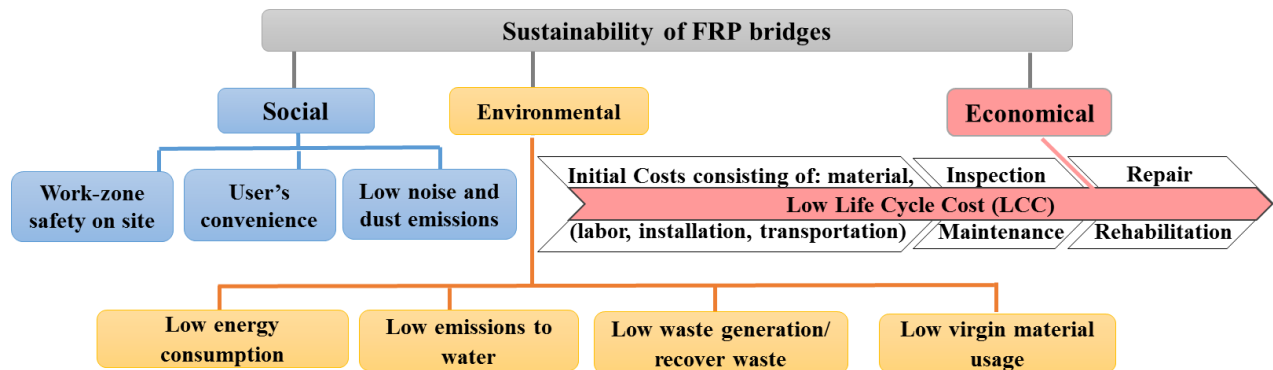 Sustainability of FRP bridges
Social
Environmental
Economical
Work-zone
safety on site
User’s
convenience
Low noise and
dust emissions
Initial Costs consisting of: material,
Inspection
Repair
Low Life Cycle Cost (LCC)
(labor, installation, transportation)
Maintenance
Rehabilitation
Low energy
consumption
Low emissions to
water
Low waste generation/
recover waste
Low virgin material
usage